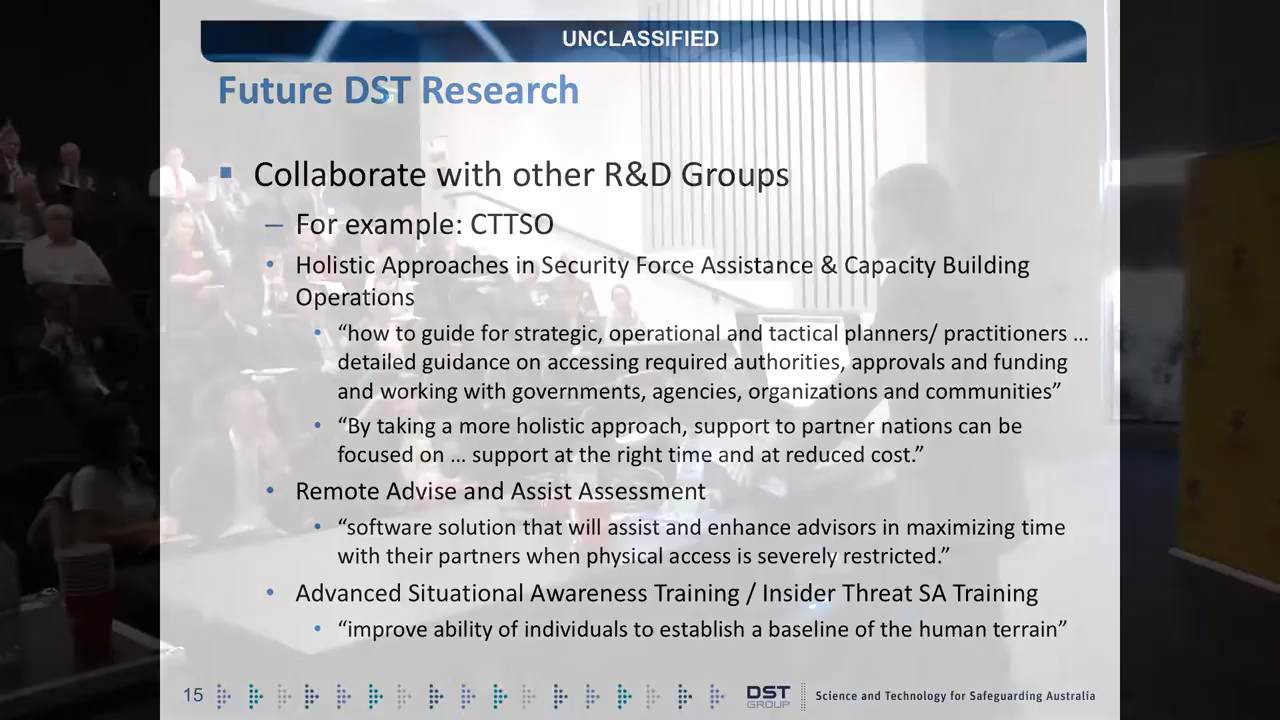 UNCLASSIFIED
Future DST Research
Collaborate with other R&D Groups
– For example: CTTSO
• Holistic Approaches in Security Force Assistance & Capacity Building
Operations
• “how to guide for strategic, operational and tactical planners/ practitioners ...
detailed guidance on accessing required authorities, approvals and funding
and working with governments, agencies, organizations and communities”
• “By taking a more holistic approach, support to partner nations can be
focused on ... support at the right time and at reduced cost.”
• Remote Advise and Assist Assessment
• “software solution that will assist and enhance advisors in maximizing time
with their partners when physical access is severely restricted.”
• Advanced Situational Awareness Training / Insider Threat SA Training
• “improve ability of individuals to establish a baseline of the human terrain”
15
DST
GROUP
Science and Technology for Safeguarding Australia